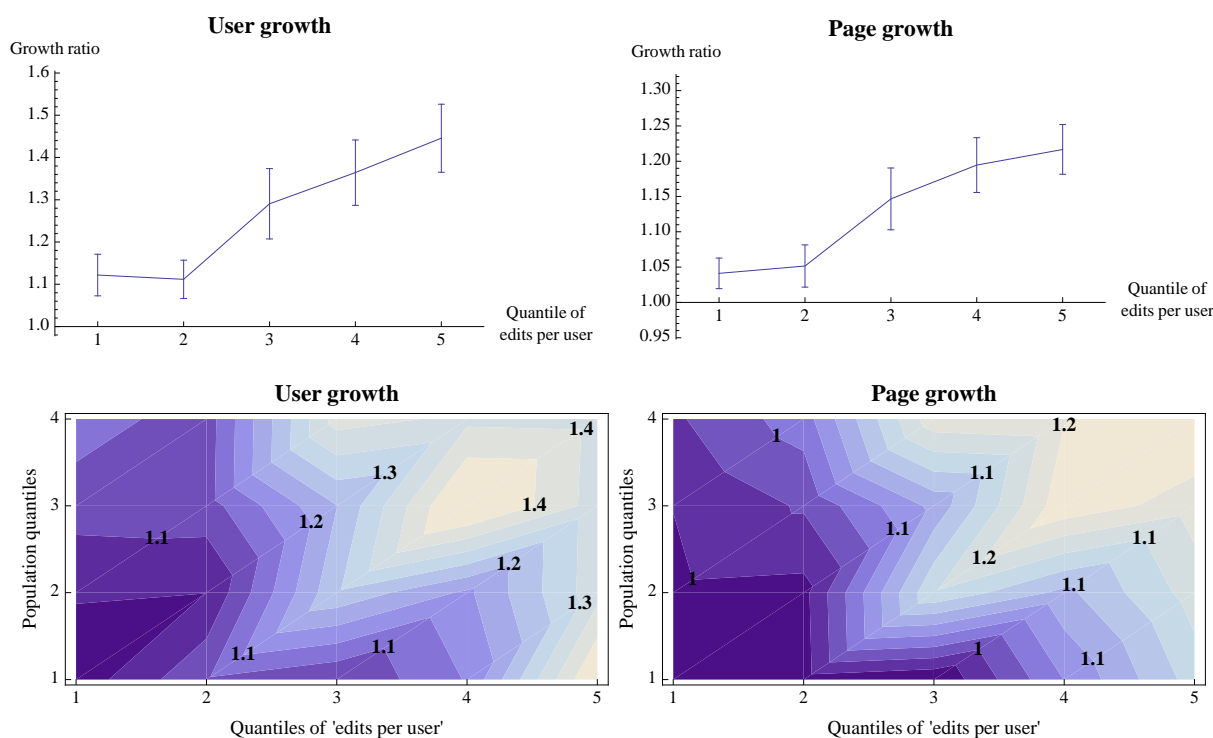 User growth
Growth ratio
1.6
1.5
1.4
1.3
1.2
1.1
1.0
1 2 3 4 5
Quantile of
edits per user
Page growth
Growth ratio
1.30
1.25
1.20
1.15
1.10
1.05
1.00
0.95
1 2 3 4 5
Quantile of
edits per user
User growth
Population quantiles
4
3
2
1
1.4
1.3
1.4
1.2
1.1
1.2
1.3
1.1
1.1
1 2 3 4 5
Quantiles of 'edits per user'
Page growth
Population quantiles
4
3
2
1
1.2
1
1.1
1.1
1.1
1.2
1
1.1
1
1.1
1 2 3 4 5
Quantiles of 'edits per user'